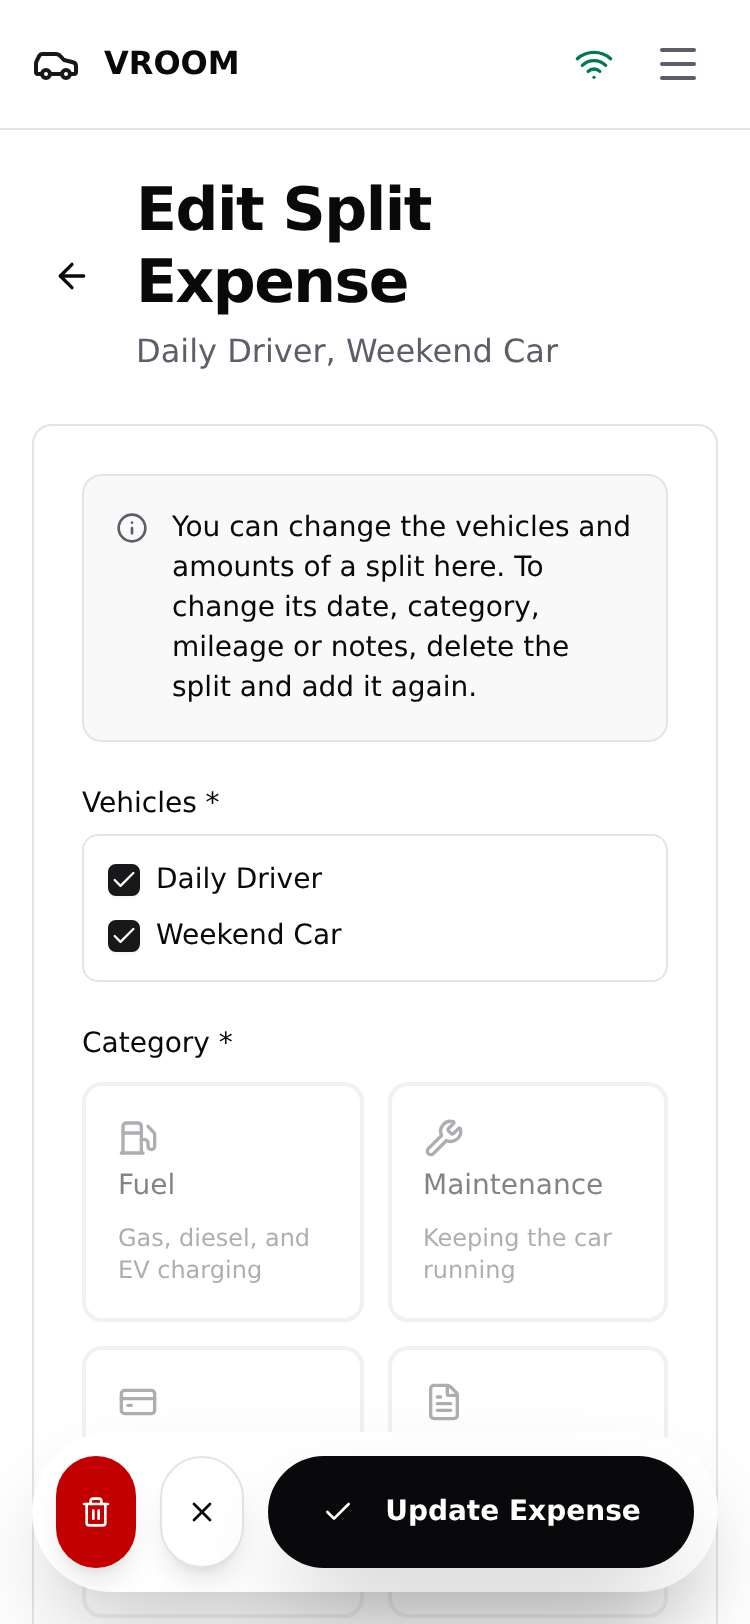 VROOM
Edit Split
Expense
Daily Driver, Weekend Car
You can change the vehicles and
amounts of a split here. To
change its date, category,
mileage or notes, delete the
split and add it again.
Vehicles *
Daily Driver
Weekend Car
Category *
Fuel
Gas, diesel, and
EV charging
Maintenance
Keeping the car
running
Update Expense